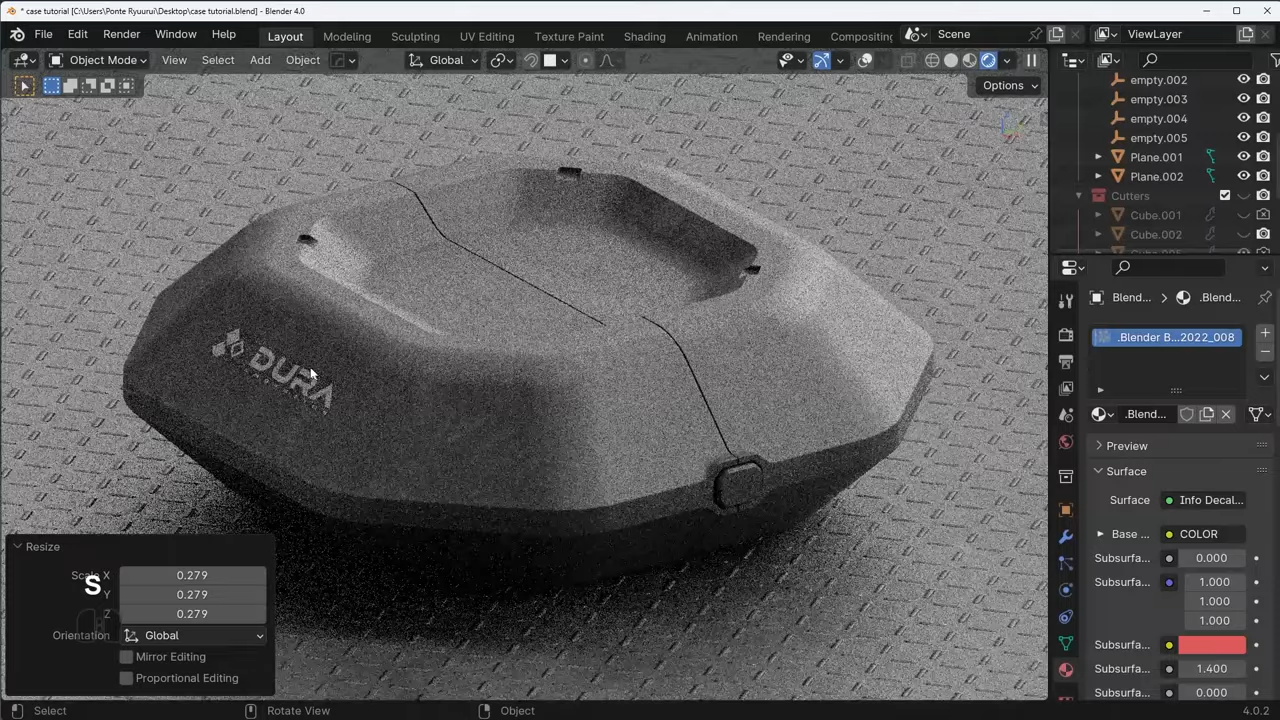 * case tutorial.blend [C:\Users\Ponte Ryuurui\Desktop\case tutorial.blend] - Blender 4.0
File Edit Render Window Help Layout Modeling Sculpting UV Editing Texture Paint Shading Animation Rendering Compositing Scene ViewLayer
Object Mode View Select Add Object Global
Options
empty.002
empty.003
empty.004
empty.005
Plane.001
Plane.002
Cutters
Cube.001
Cube.002
Blend... > .Blend...
.Blender B...2022_008
.Blend...
Preview
Surface
Surface Info Decal...
Base ... COLOR
Subsurfa... 0.000
Subsurfa... 1.000
1.000
1.000
Subsurfa...
Subsurfa... 1.400
Subsurfa... 0.000
DURA
Resize
Scale X 0.279
S
Y 0.279
Z 0.279
Orientation Global
Mirror Editing
Proportional Editing
Select Rotate View Object 4.0.2